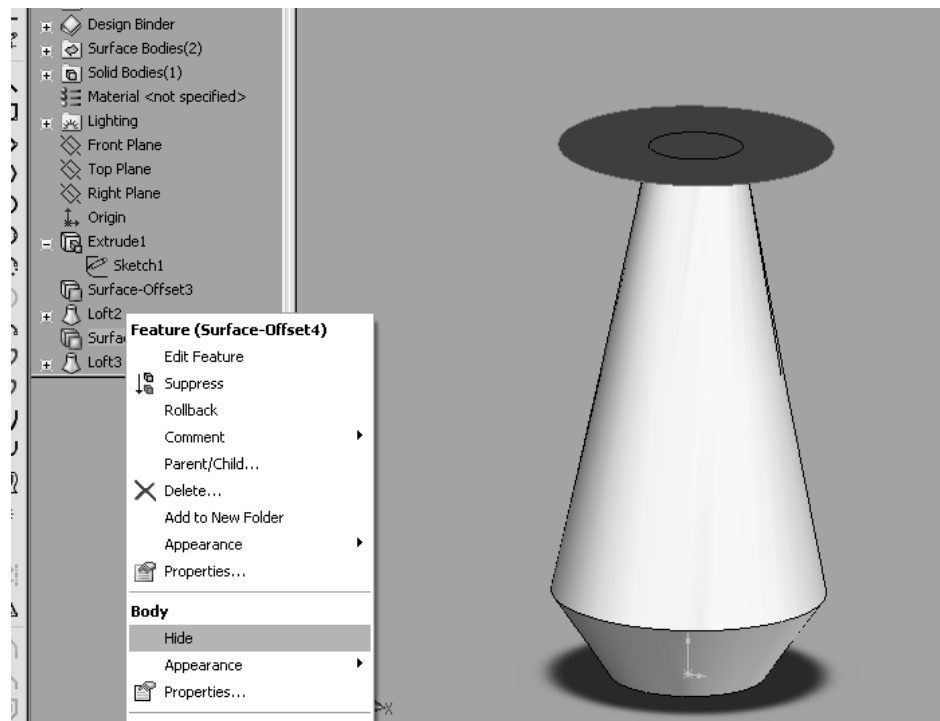 Design Binder
Surface Bodies(2)
Solid Bodies(1)
Material <not specified>
Lighting
Front Plane
Top Plane
Right Plane
Origin
Extrude1
Sketch1
Surface-Offset3
Loft2
Surfa
Loft3
Feature (Surface-Offset4)
Edit Feature
Suppress
Rollback
Comment
Parent/Child...
Delete...
Add to New Folder
Appearance
Properties...
Body
Hide
Appearance
Properties...
X